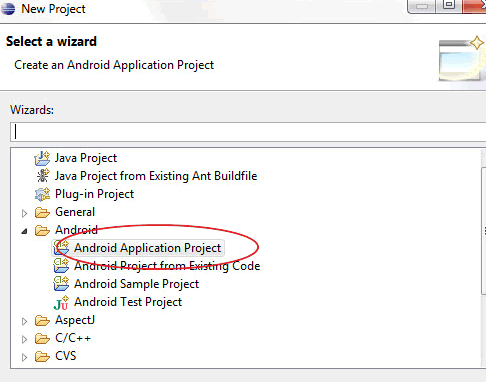 New Project
Select a wizard
Create an Android Application Project
Wizards:
Java Project
Java Project from Existing Ant Buildfile
Plug-in Project
General
Android
Android Application Project
Android Project from Existing Code
Android Sample Project
Android Test Project
AspectJ
C/C++
CVS